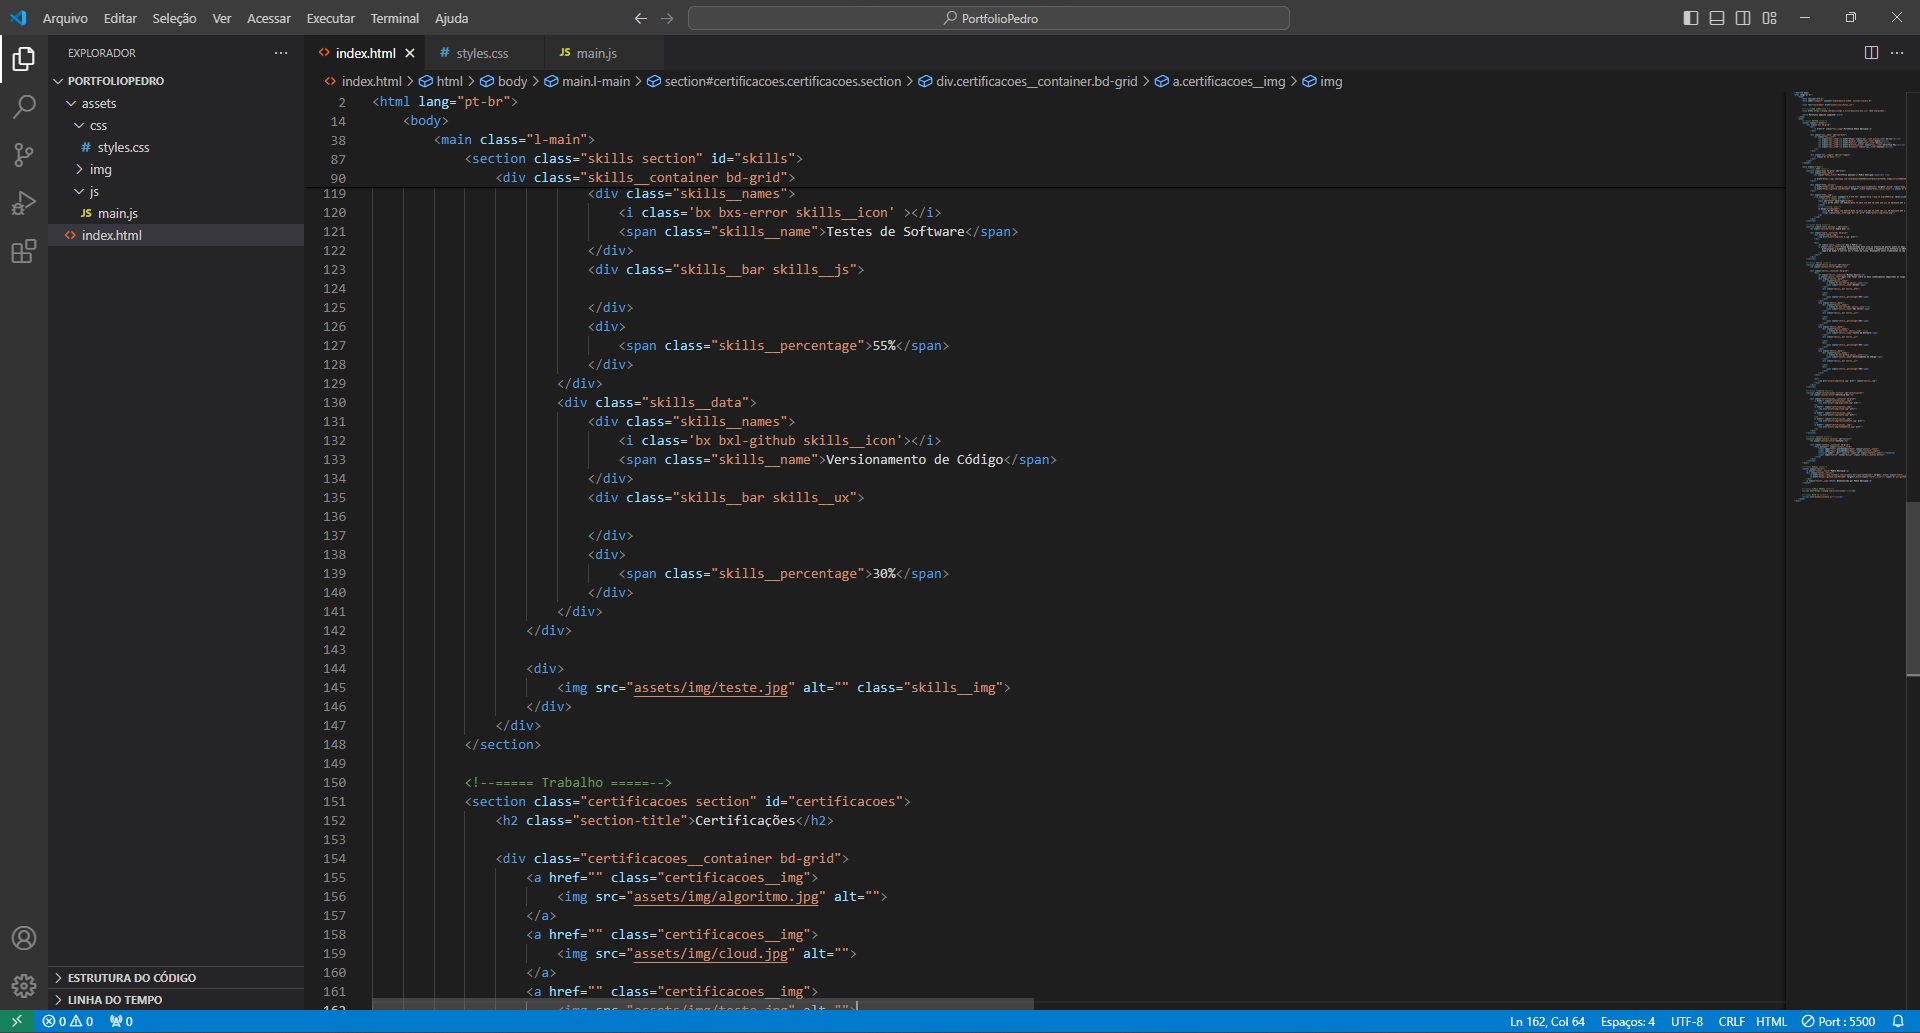 Arquivo Editar Seleção Ver Acessar Executar Terminal Ajuda
PortfolioPedro
EXPLORADOR
PORTFOLIOPEDRO
assets
css
# styles.css
img
js
JS main.js
<> index.html
ESTRUTURA DO CÓDIGO
LINHA DO TEMPO
<> index.html # styles.css JS main.js
<> index.html > html > body > main.l-main > section#certificacoes.certificacoes.section > div.certificacoes__container.bd-grid > a.certificacoes__img > img
2 <html lang="pt-br">
14 <body>
38 <main class="l-main">
87 <section class="skills section" id="skills">
90 <div class="skills__container bd-grid">
119 <div class="skills__names">
120 <i class='bx bxs-error skills__icon' ></i>
121 <span class="skills__name">Testes de Software</span>
122 </div>
123 <div class="skills__bar skills__js">
124
125 </div>
126 <div>
127 <span class="skills__percentage">55%</span>
128 </div>
129 </div>
130 <div class="skills__data">
131 <div class="skills__names">
132 <i class='bx bxl-github skills__icon'></i>
133 <span class="skills__name">Versionamento de Código</span>
134 </div>
135 <div class="skills__bar skills__ux">
136
137 </div>
138 <div>
139 <span class="skills__percentage">30%</span>
140 </div>
141 </div>
142 </div>
143
144 <div>
145 <img src="assets/img/teste.jpg" alt="" class="skills__img">
146 </div>
147 </div>
148 </section>
149
150 <!--===== Trabalho ======-->
151 <section class="certificacoes section" id="certificacoes">
152 <h2 class="section-title">Certificações</h2>
153
154 <div class="certificacoes__container bd-grid">
155 <a href="" class="certificacoes__img">
156 <img src="assets/img/algoritmo.jpg" alt="">
157 </a>
158 <a href="" class="certificacoes__img">
159 <img src="assets/img/cloud.jpg" alt="">
160 </a>
161 <a href="" class="certificacoes__img">
162 <img src="assets/img/teste.jpg" alt="">
0 0 0 Ln 162, Col 64 Espaços: 4 UTF-8 CRLF HTML Port : 5500